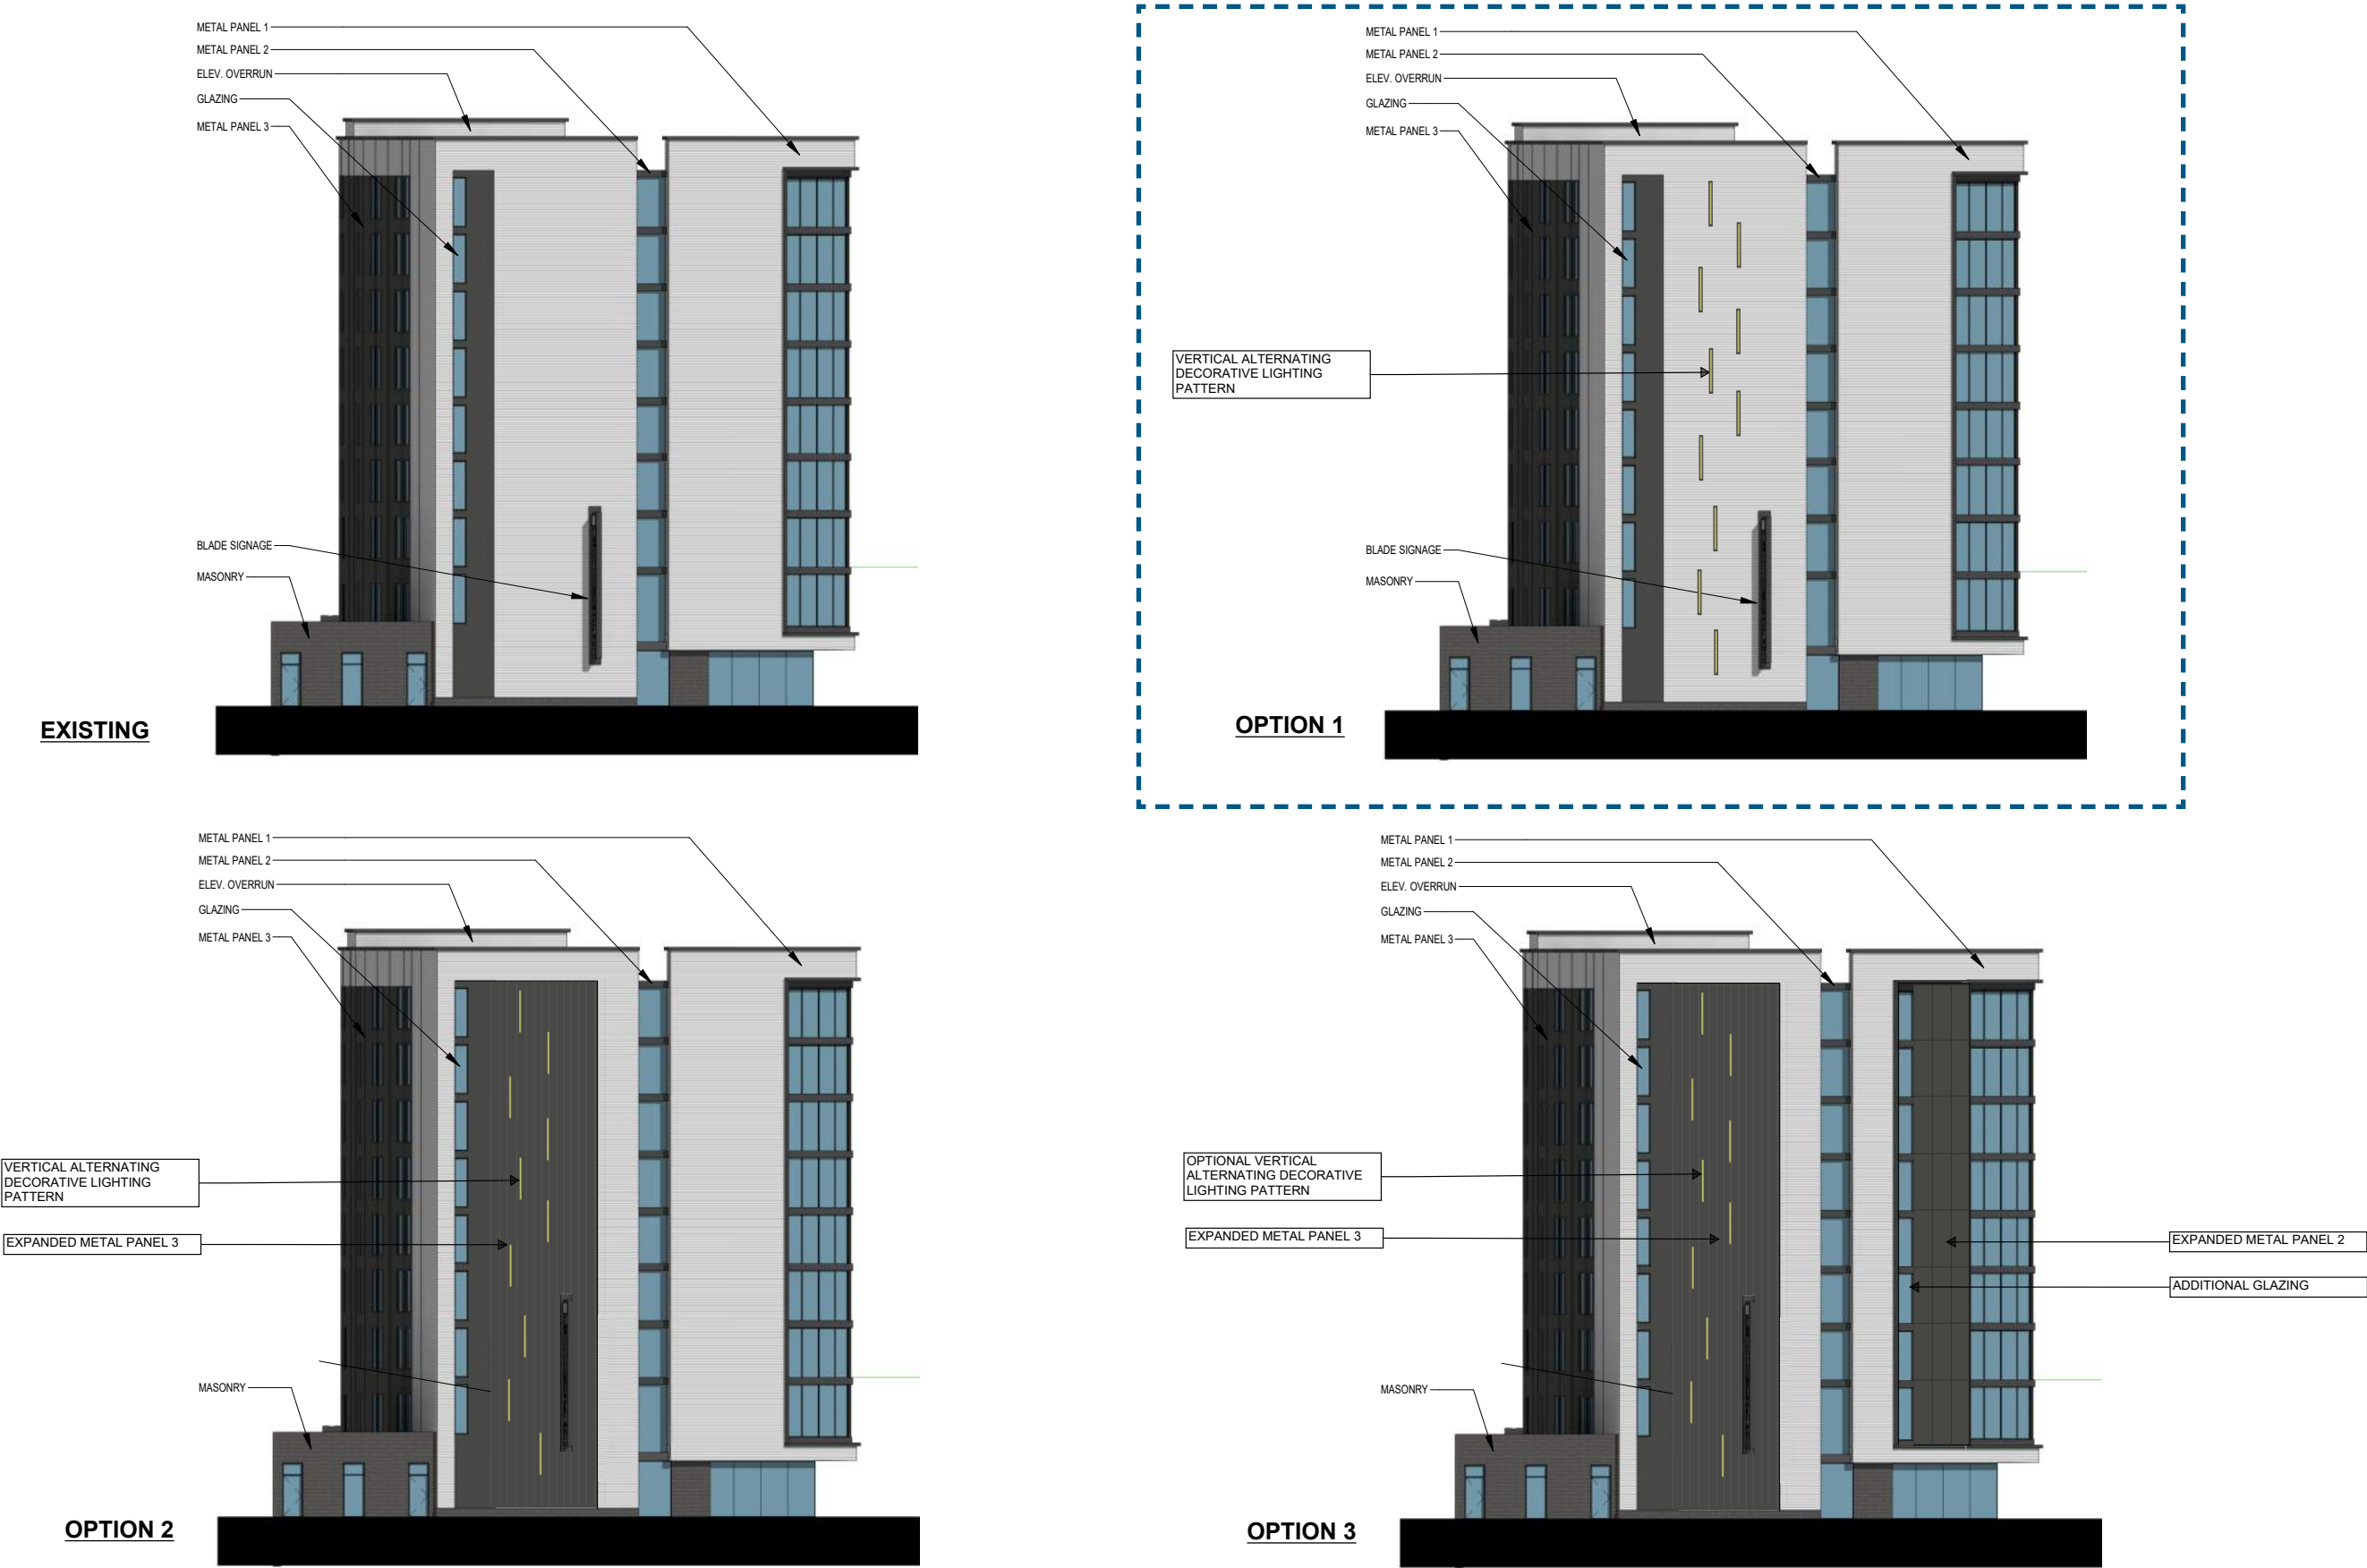 METAL PANEL 1
METAL PANEL 2
ELEV. OVERRUN
GLAZING
METAL PANEL 3
BLADE SIGNAGE
MASONRY
EXISTING
METAL PANEL 1
METAL PANEL 2
ELEV. OVERRUN
GLAZING
METAL PANEL 3
VERTICAL ALTERNATING
DECORATIVE LIGHTING
PATTERN
BLADE SIGNAGE
MASONRY
OPTION 1
METAL PANEL 1
METAL PANEL 2
ELEV. OVERRUN
GLAZING
METAL PANEL 3
VERTICAL ALTERNATING
DECORATIVE LIGHTING
PATTERN
EXPANDED METAL PANEL 3
MASONRY
OPTION 2
METAL PANEL 1
METAL PANEL 2
ELEV. OVERRUN
GLAZING
METAL PANEL 3
OPTIONAL VERTICAL
ALTERNATING DECORATIVE
LIGHTING PATTERN
EXPANDED METAL PANEL 3
EXPANDED METAL PANEL 2
ADDITIONAL GLAZING
MASONRY
OPTION 3